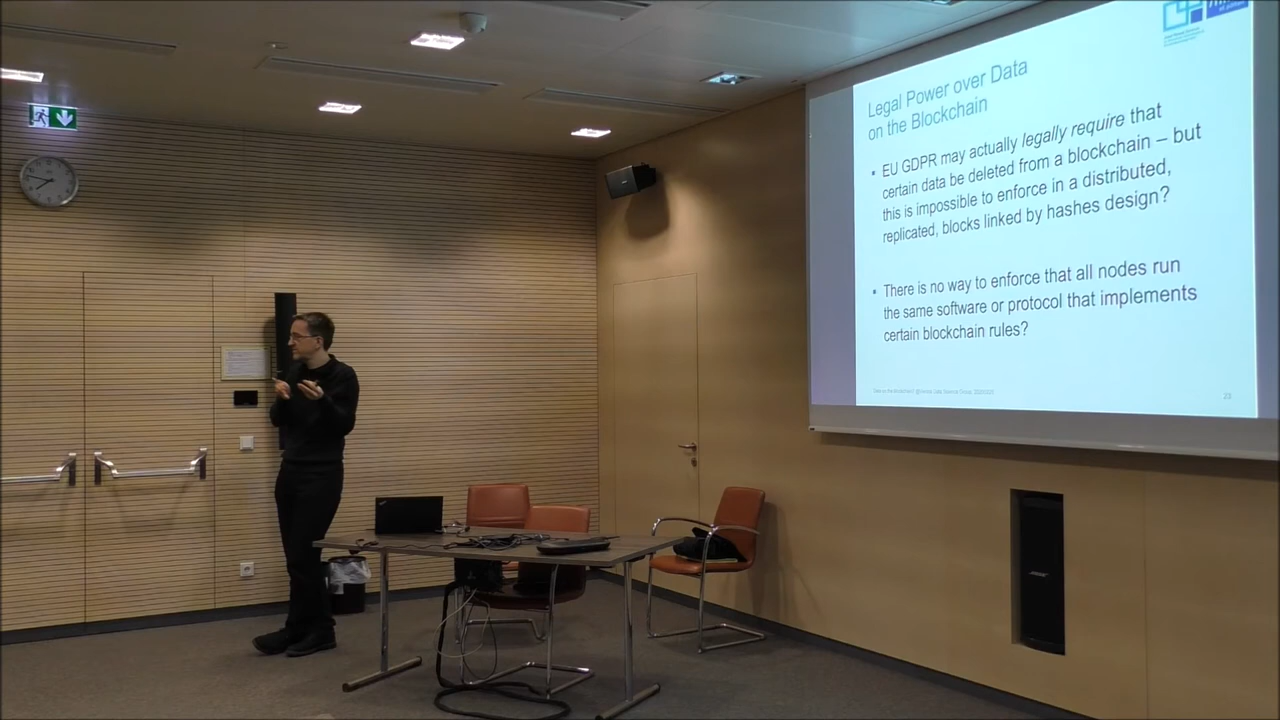 Legal Power over Data
on the Blockchain
▪ EU GDPR may actually legally require that
certain data be deleted from a blockchain – but
this is impossible to enforce in a distributed,
replicated, blocks linked by hashes design?
▪ There is no way to enforce that all nodes run
the same software or protocol that implements
certain blockchain rules?
23
BOSE